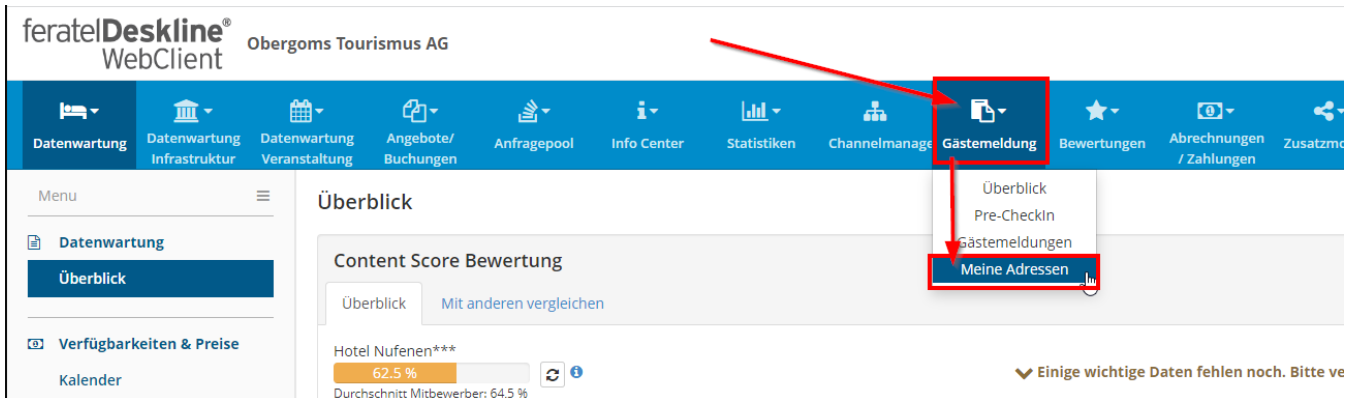 feratelDeskline®
WebClient
Obergoms Tourismus AG
Datenwartung
Datenwartung
Infrastruktur
Datenwartung
Veranstaltung
Angebote/
Buchungen
Anfragepool
Info Center
Statistiken
Channelmanage
Gästemeldung
Bewertungen
Abrechnungen
/ Zahlungen
Zusatzmo
Überblick
Pre-CheckIn
Gästemeldungen
Meine Adressen
Menu
Datenwartung
Überblick
Verfügbarkeiten & Preise
Kalender
Überblick
Content Score Bewertung
Überblick
Mit anderen vergleichen
Hotel Nufenen***
62.5 %
Durchschnitt Mitbewerber: 64.5 %
Einige wichtige Daten fehlen noch. Bitte ve